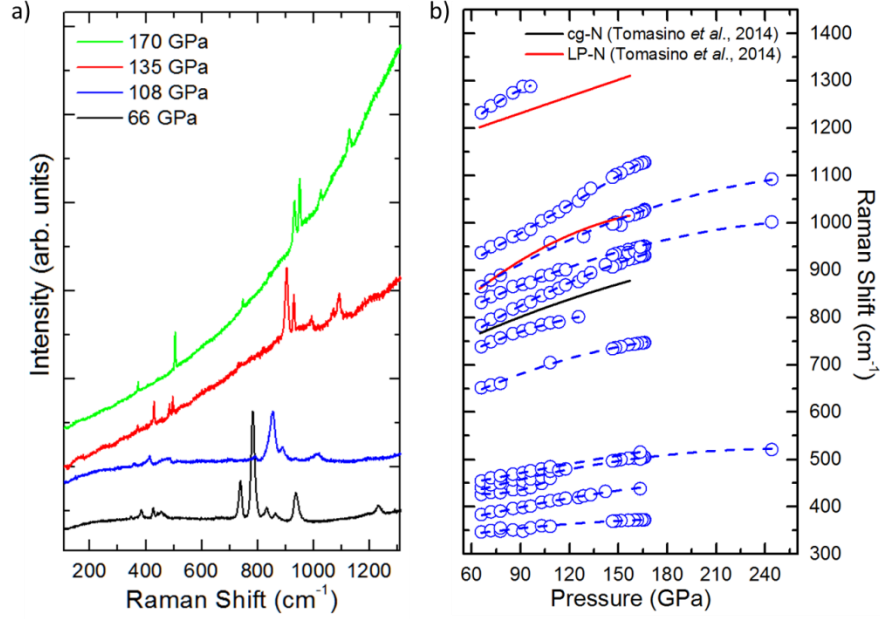 a)
170 GPa
135 GPa
108 GPa
66 GPa
Intensity (arb. units)
200 400 600 800 1000 1200
Raman Shift (cm-1)
b)
cg-N (Tomasino et al., 2014)
LP-N (Tomasino et al., 2014)
1450
1400
1300
1200
1100
1000
900
800
700
600
500
400
300
Raman Shift (cm-1)
60 90 120 150 180 210 240
Pressure (GPa)